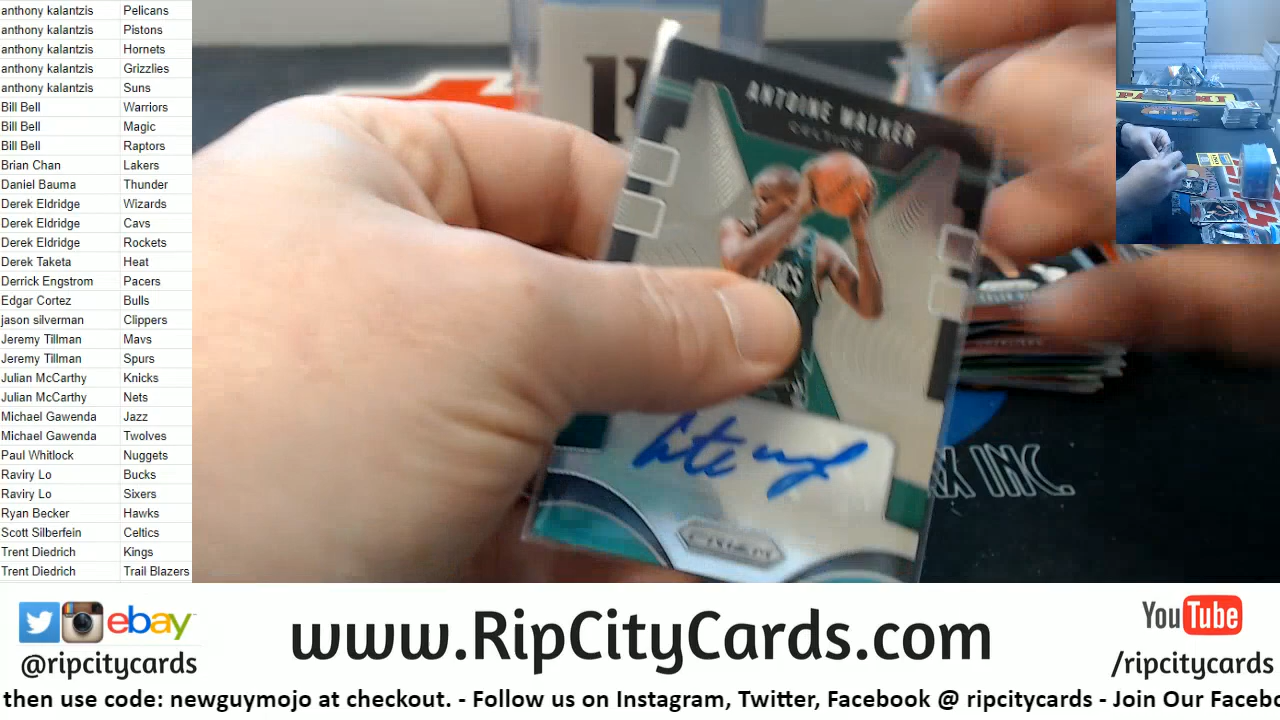 anthony kalantzis Pelicans
anthony kalantzis Pistons
anthony kalantzis Hornets
anthony kalantzis Grizzlies
anthony kalantzis Suns
Bill Bell Warriors
Bill Bell Magic
Bill Bell Raptors
Brian Chan Lakers
Daniel Bauma Thunder
Derek Eldridge Wizards
Derek Eldridge Cavs
Derek Eldridge Rockets
Derek Taketa Heat
Derrick Engstrom Pacers
Edgar Cortez Bulls
jason silverman Clippers
Jeremy Tillman Mavs
Jeremy Tillman Spurs
Julian McCarthy Knicks
Julian McCarthy Nets
Michael Gawenda Jazz
Michael Gawenda Twolves
Paul Whitlock Nuggets
Raviry Lo Bucks
Raviry Lo Sixers
Ryan Becker Hawks
Scott Silberfein Celtics
Trent Diedrich Kings
Trent Diedrich Trail Blazers
ANTOINE WALKER
CELTICS
PRIZM
INC.
ebay
@ripcitycards
www.RipCityCards.com
YouTube
/ripcitycards
then use code: newguymojo at checkout. - Follow us on Instagram, Twitter, Facebook @ ripcitycards - Join Our Facebo